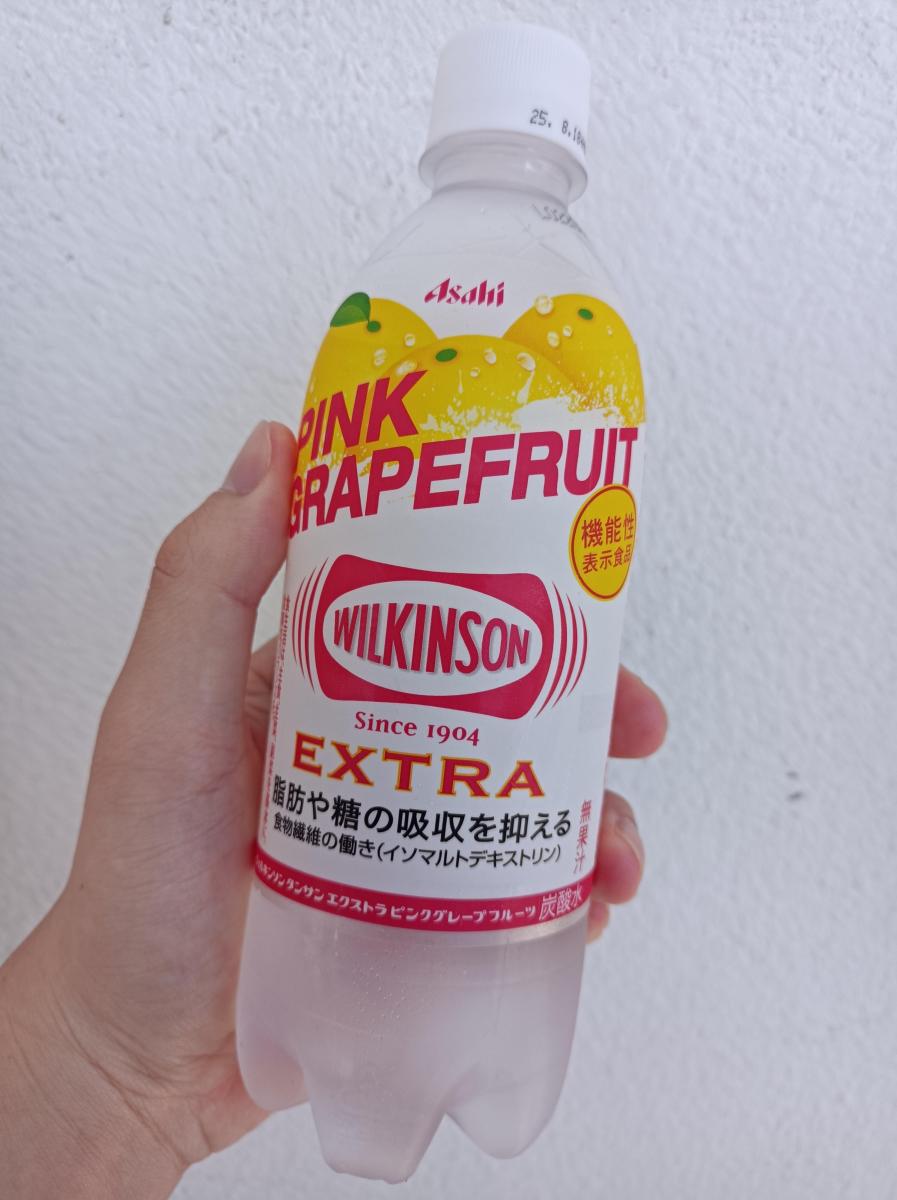 25. 8.18
Asahi
PINK
GRAPEFRUIT
機能性
表示食品
WILKINSON
Since 1904
EXTRA
脂肪や糖の吸収を抑える
食物繊維の働き(イソマルトデキストリン)
無果汁
ウィルキンソン タンサン エクストラ ピンクグレープフルーツ 炭酸水